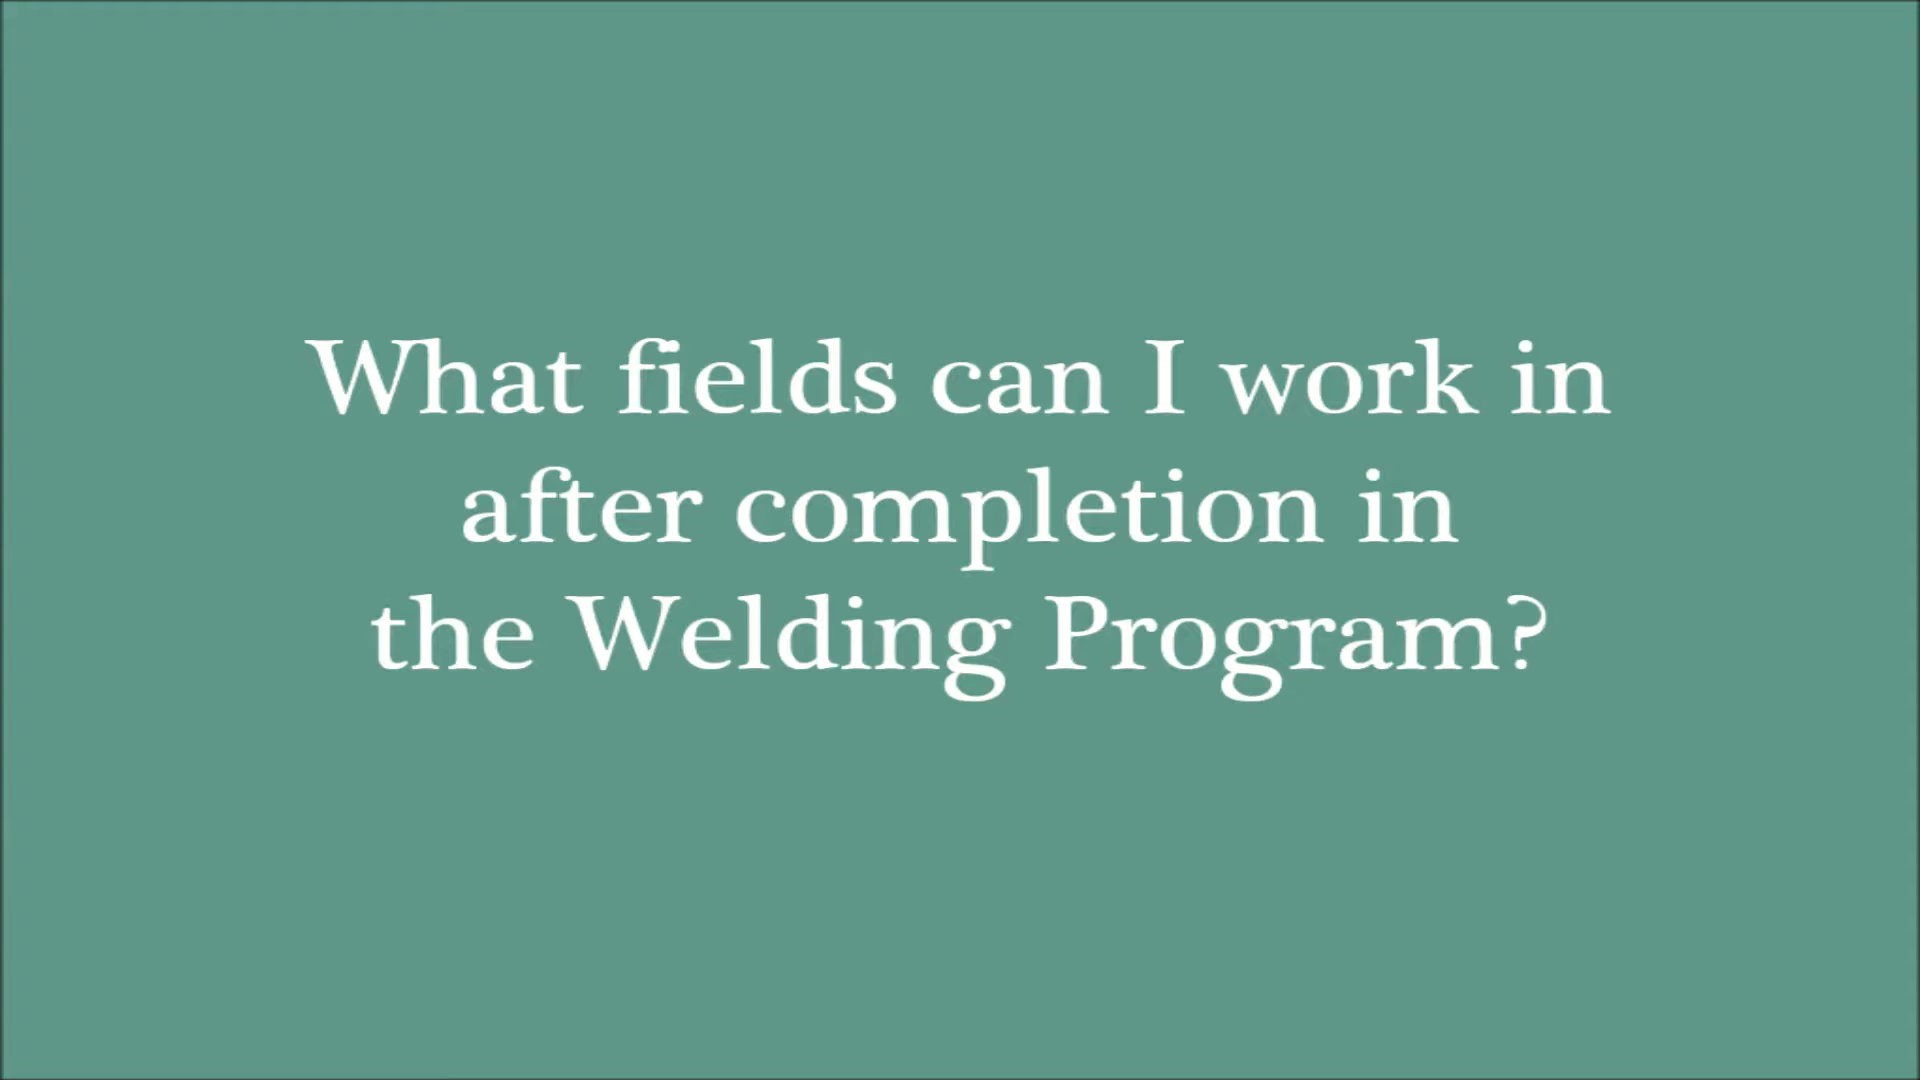 What fields can I work in
after completion in
the Welding Program?